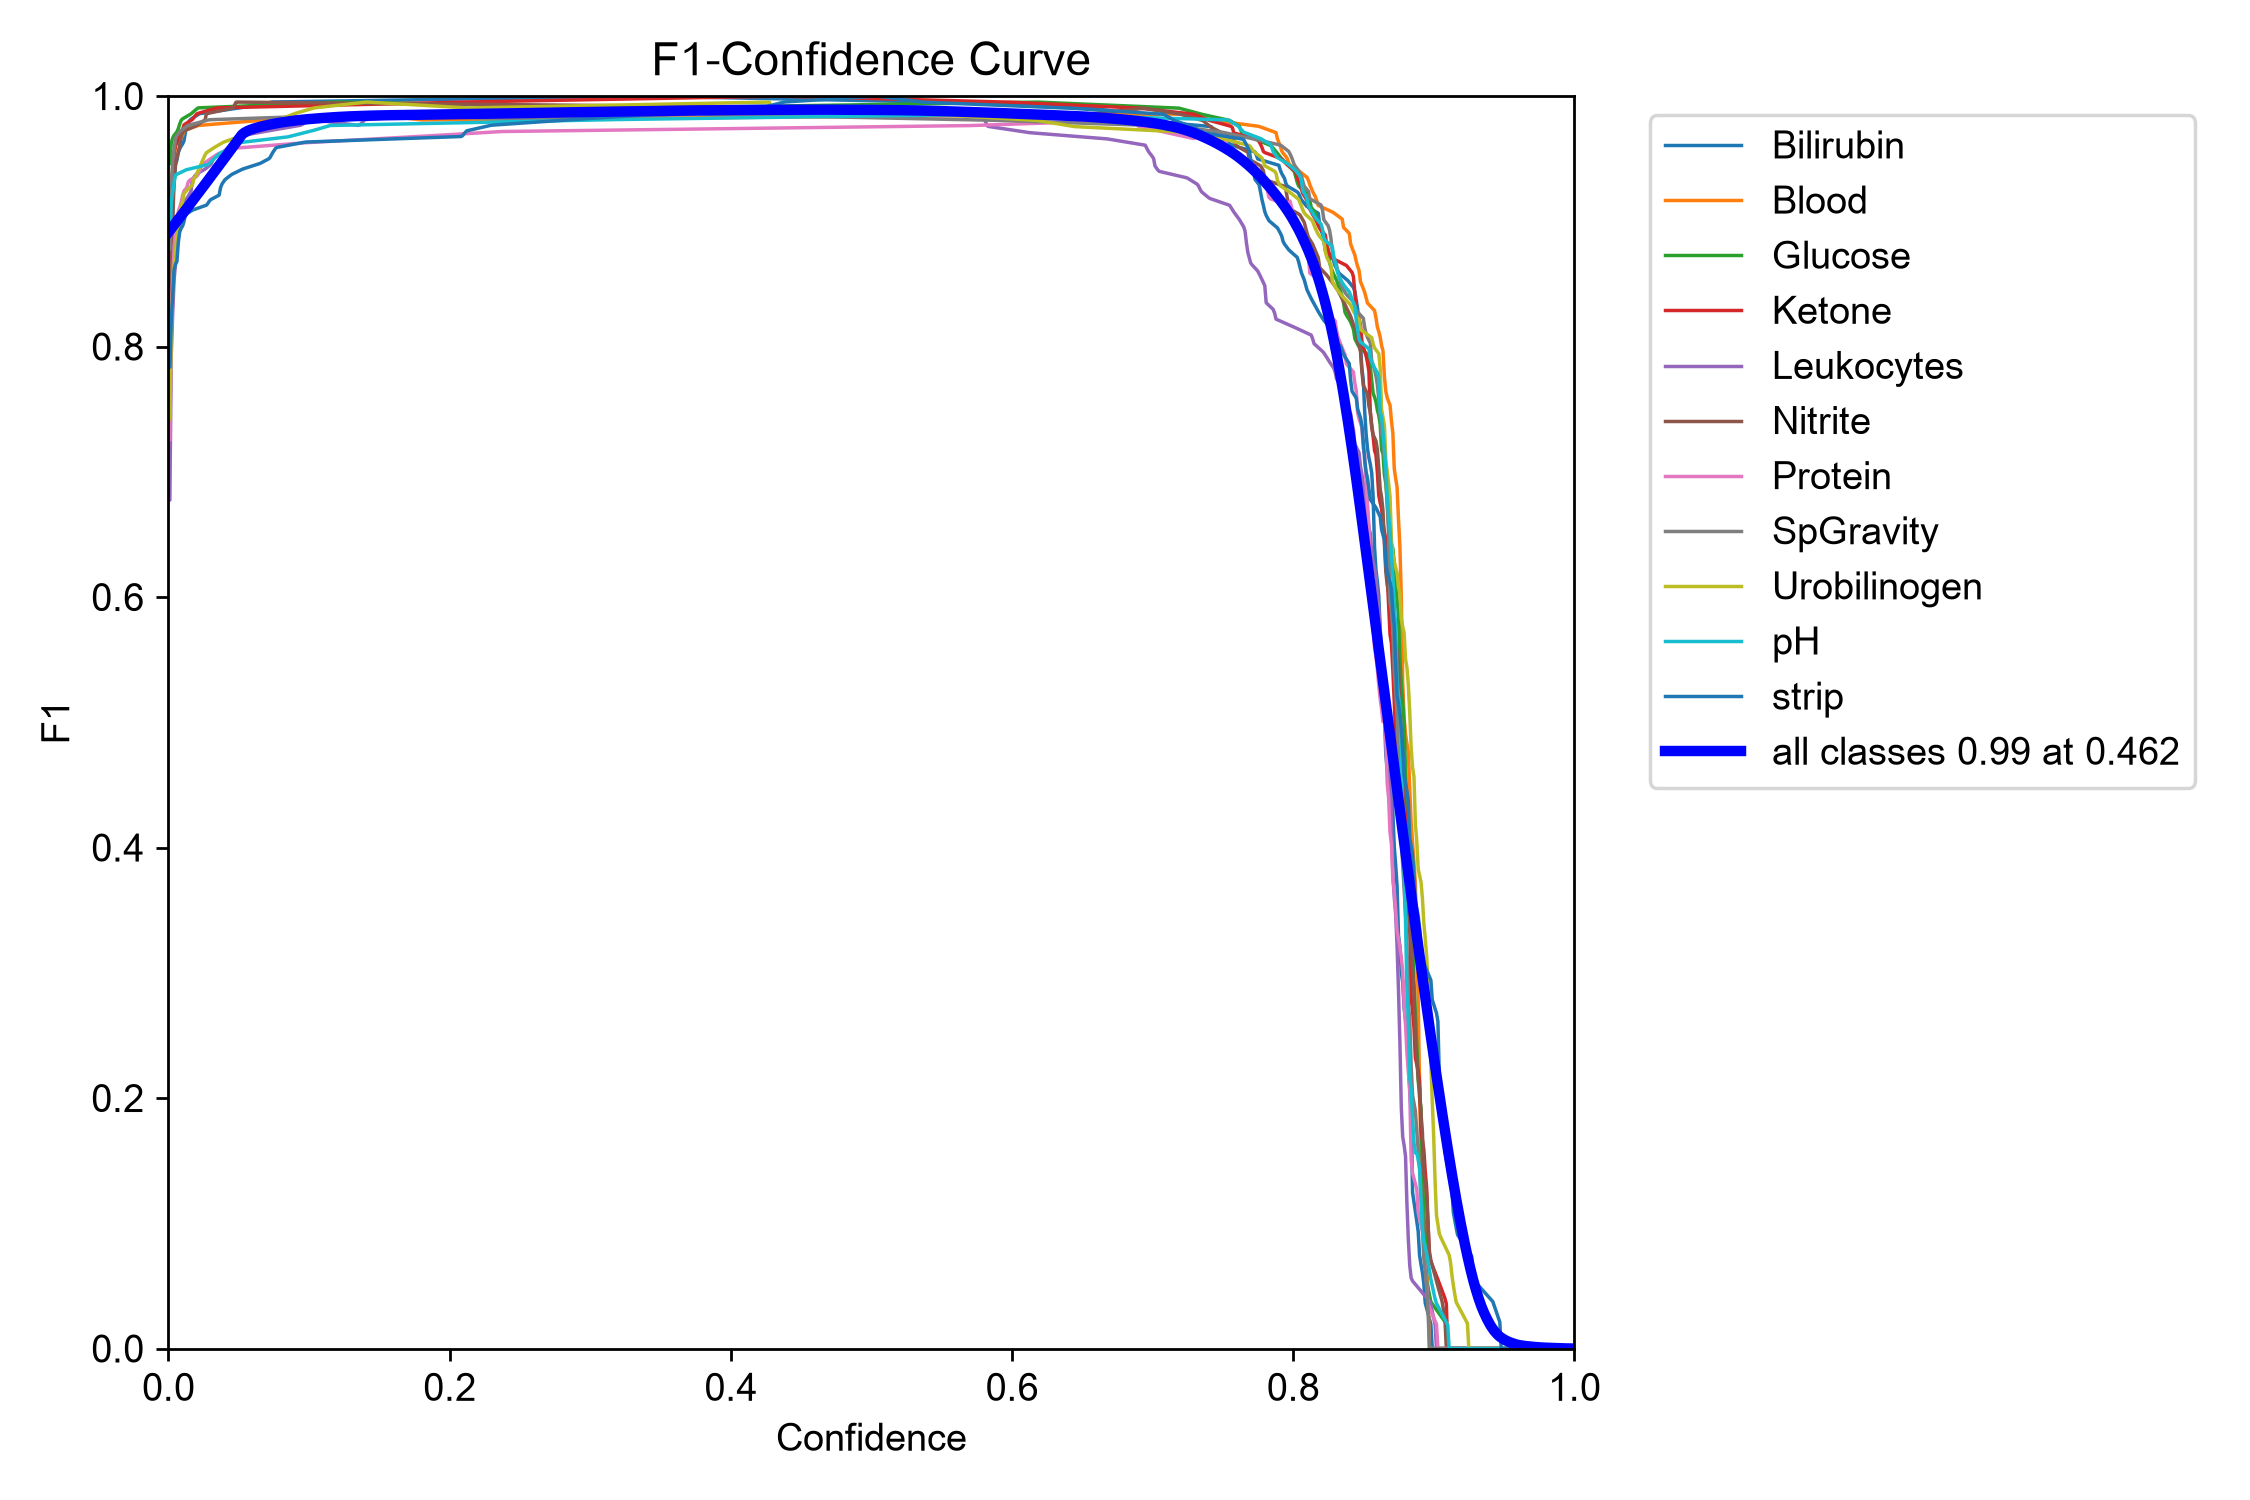 F1-Confidence Curve
1.0
0.8
0.6
0.4
0.2
0.0
F1
0.0 0.2 0.4 0.6 0.8 1.0
Confidence
Bilirubin
Blood
Glucose
Ketone
Leukocytes
Nitrite
Protein
SpGravity
Urobilinogen
pH
strip
all classes 0.99 at 0.462